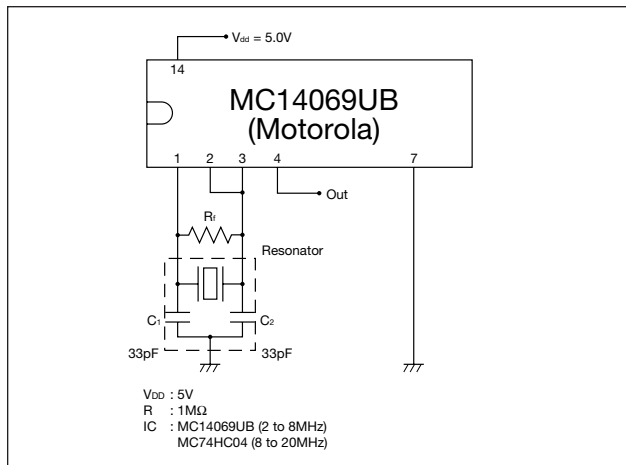 Vdd = 5.0V
14
MC14069UB
(Motorola)
1 2 3 4 7
Out
Rf
Resonator
C1 C2
33pF 33pF
VDD : 5V
R : 1MΩ
IC : MC14069UB (2 to 8MHz)
MC74HC04 (8 to 20MHz)